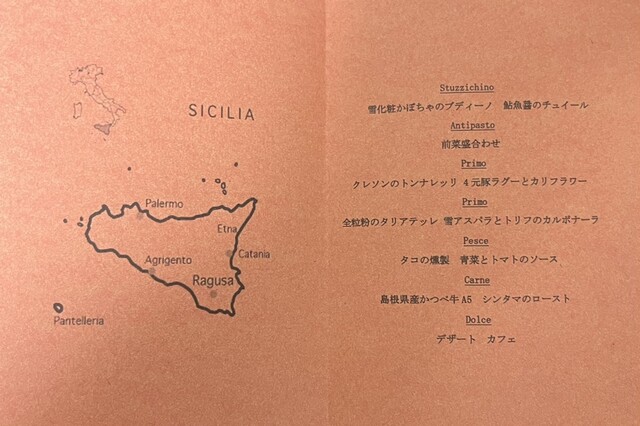 SICILIA
Palermo
Etna
Catania
Agrigento
Ragusa
Pantelleria
Stuzzichino
雪化粧かぼちゃのブディーノ　鮎魚醤のチュイール
Antipasto
前菜盛合わせ
Primo
クレソンのトンナレッリ 4元豚ラグーとカリフラワー
Primo
全粒粉のタリアテッレ 雪アスパラとトリフのカルボナーラ
Pesce
タコの燻製　青菜とトマトのソース
Carne
島根県産かつべ牛A5　シンタマのロースト
Dolce
デザート　カフェ